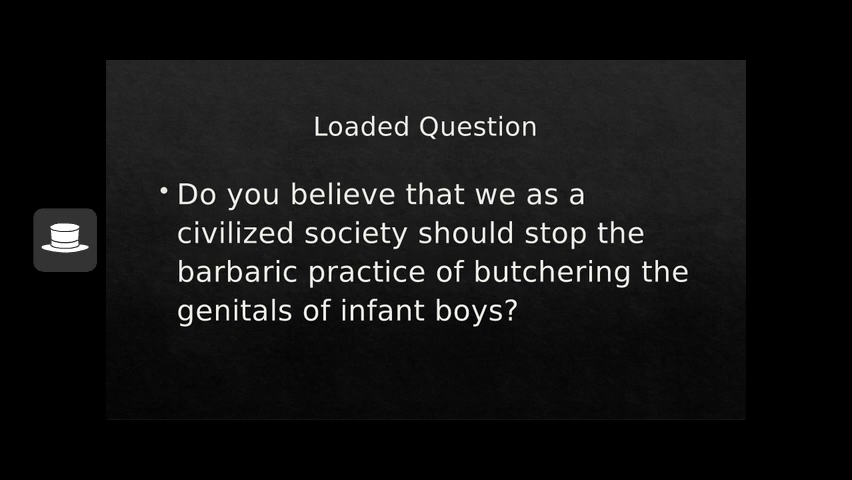 Loaded Question
• Do you believe that we as a
civilized society should stop the
barbaric practice of butchering the
genitals of infant boys?